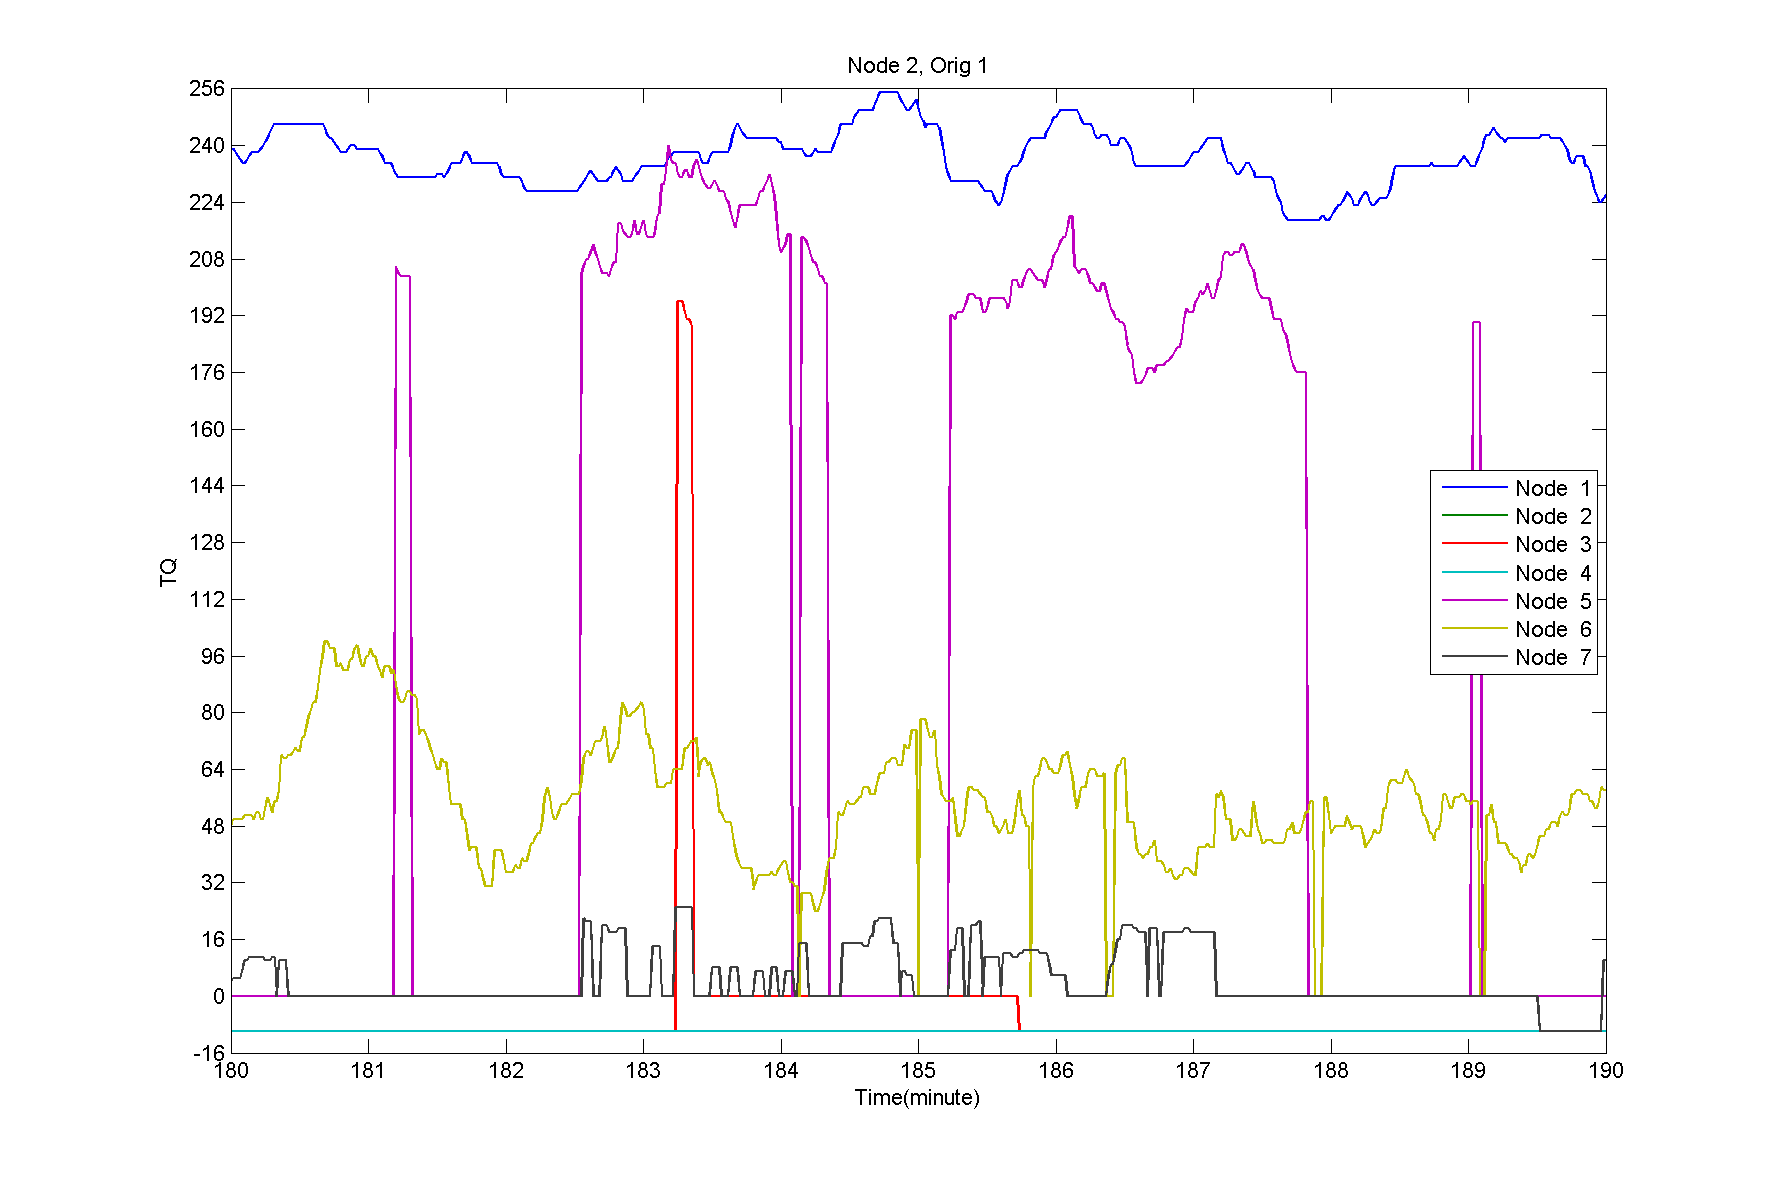 Node 2, Orig 1
256
240
224
208
192
176
160
144
128
112
96
80
64
48
32
16
0
-16
TQ
Node 1
Node 2
Node 3
Node 4
Node 5
Node 6
Node 7
180 181 182 183 184 185 186 187 188 189 190
Time(minute)